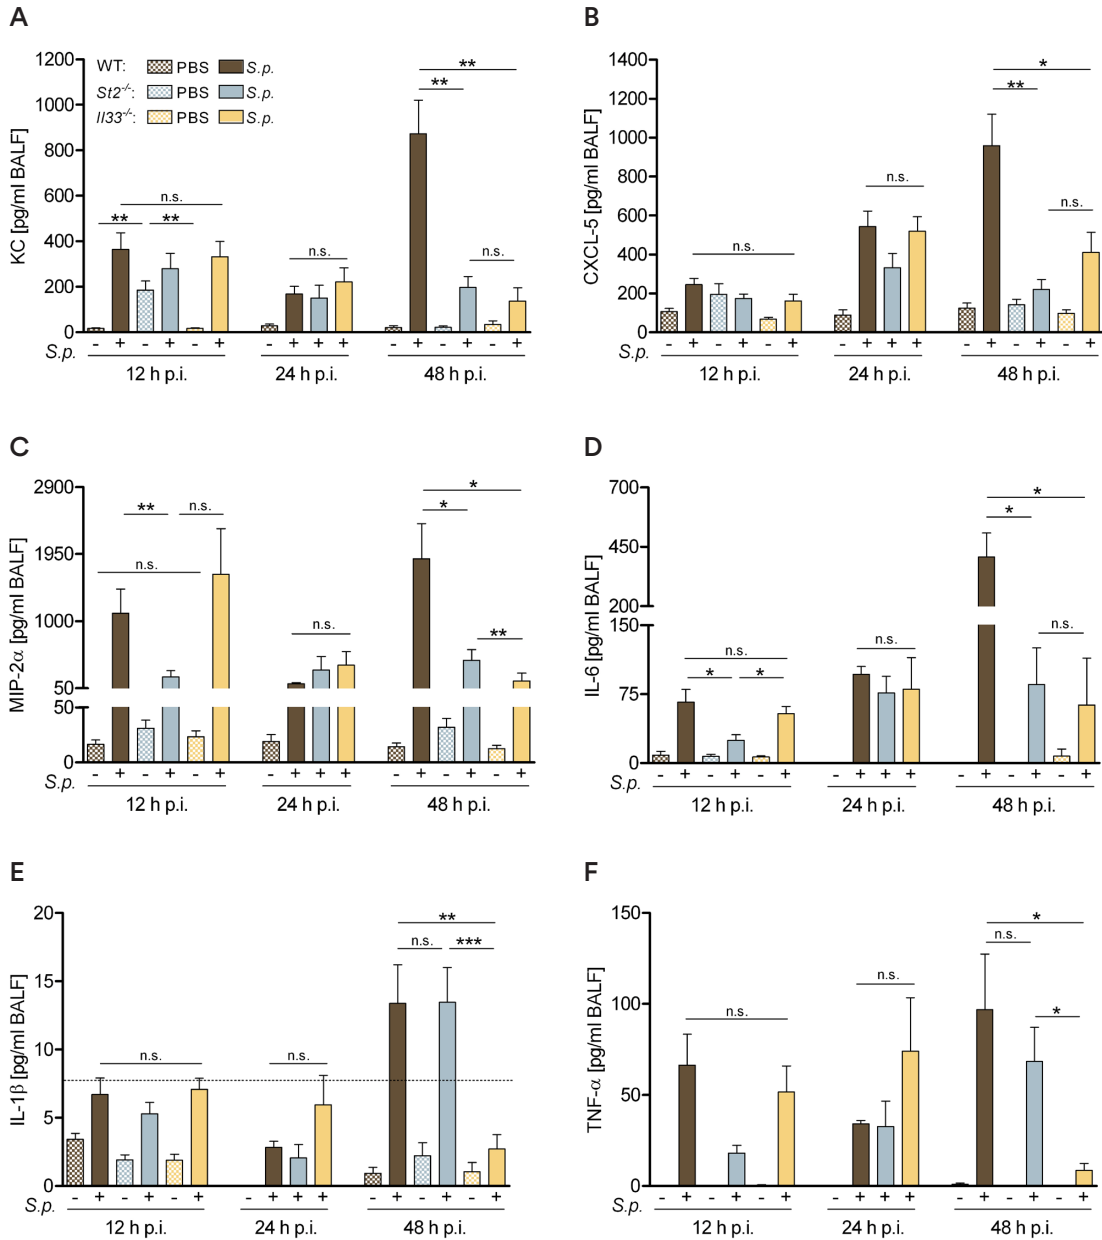 A
KC [pg/ml BALF]
1200
1000
800
600
400
200
0
WT: PBS S.p.
St2-/-: PBS S.p.
Il33-/-: PBS S.p.
**
**
n.s.
**
**
n.s.
n.s.
S.p. - + - + - + - + + + - + - + - +
12 h p.i. 24 h p.i. 48 h p.i.
B
CXCL-5 [pg/ml BALF]
1400
1200
1000
800
600
400
200
0
*
**
n.s.
n.s.
n.s.
S.p. - + - + - + - + + + - + - + - +
12 h p.i. 24 h p.i. 48 h p.i.
C
MIP-2α [pg/ml BALF]
2900
1950
1000
50
50
0
** n.s.
n.s.
n.s.
*
*
**
S.p. - + - + - + - + + + - + - + - +
12 h p.i. 24 h p.i. 48 h p.i.
D
IL-6 [pg/ml BALF]
700
450
200
150
75
0
*
*
n.s.
n.s.
n.s.
* *
S.p. - + - + - + - + + + - + - + - +
12 h p.i. 24 h p.i. 48 h p.i.
E
IL-1β [pg/ml BALF]
20
15
10
5
0
**
n.s. ***
n.s.
n.s.
S.p. - + - + - + - + + + - + - + - +
12 h p.i. 24 h p.i. 48 h p.i.
F
TNF-α [pg/ml BALF]
150
100
50
0
*
n.s.
n.s.
*
n.s.
S.p. - + - + - + - + + + - + - + - +
12 h p.i. 24 h p.i. 48 h p.i.